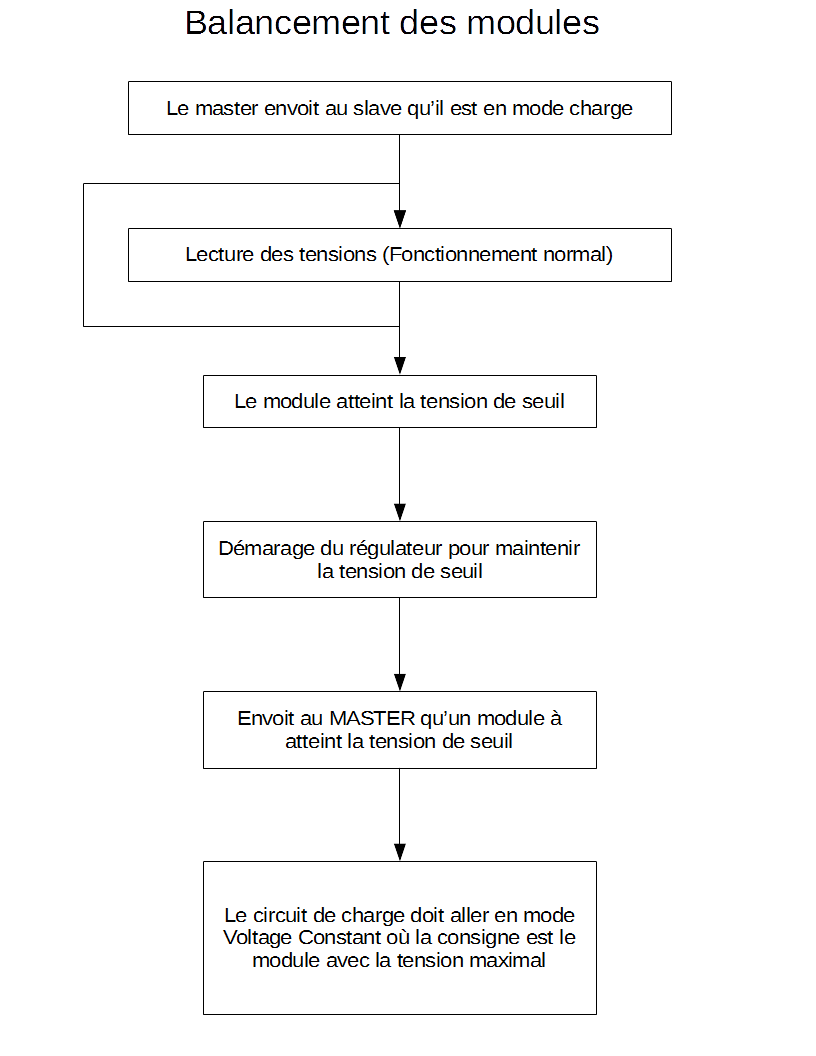 Balancement des modules
Le master envoit au slave qu’il est en mode charge
Lecture des tensions (Fonctionnement normal)
Le module atteint la tension de seuil
Démarage du régulateur pour maintenir
la tension de seuil
Envoit au MASTER qu’un module à
atteint la tension de seuil
Le circuit de charge doit aller en mode
Voltage Constant où la consigne est le
module avec la tension maximal